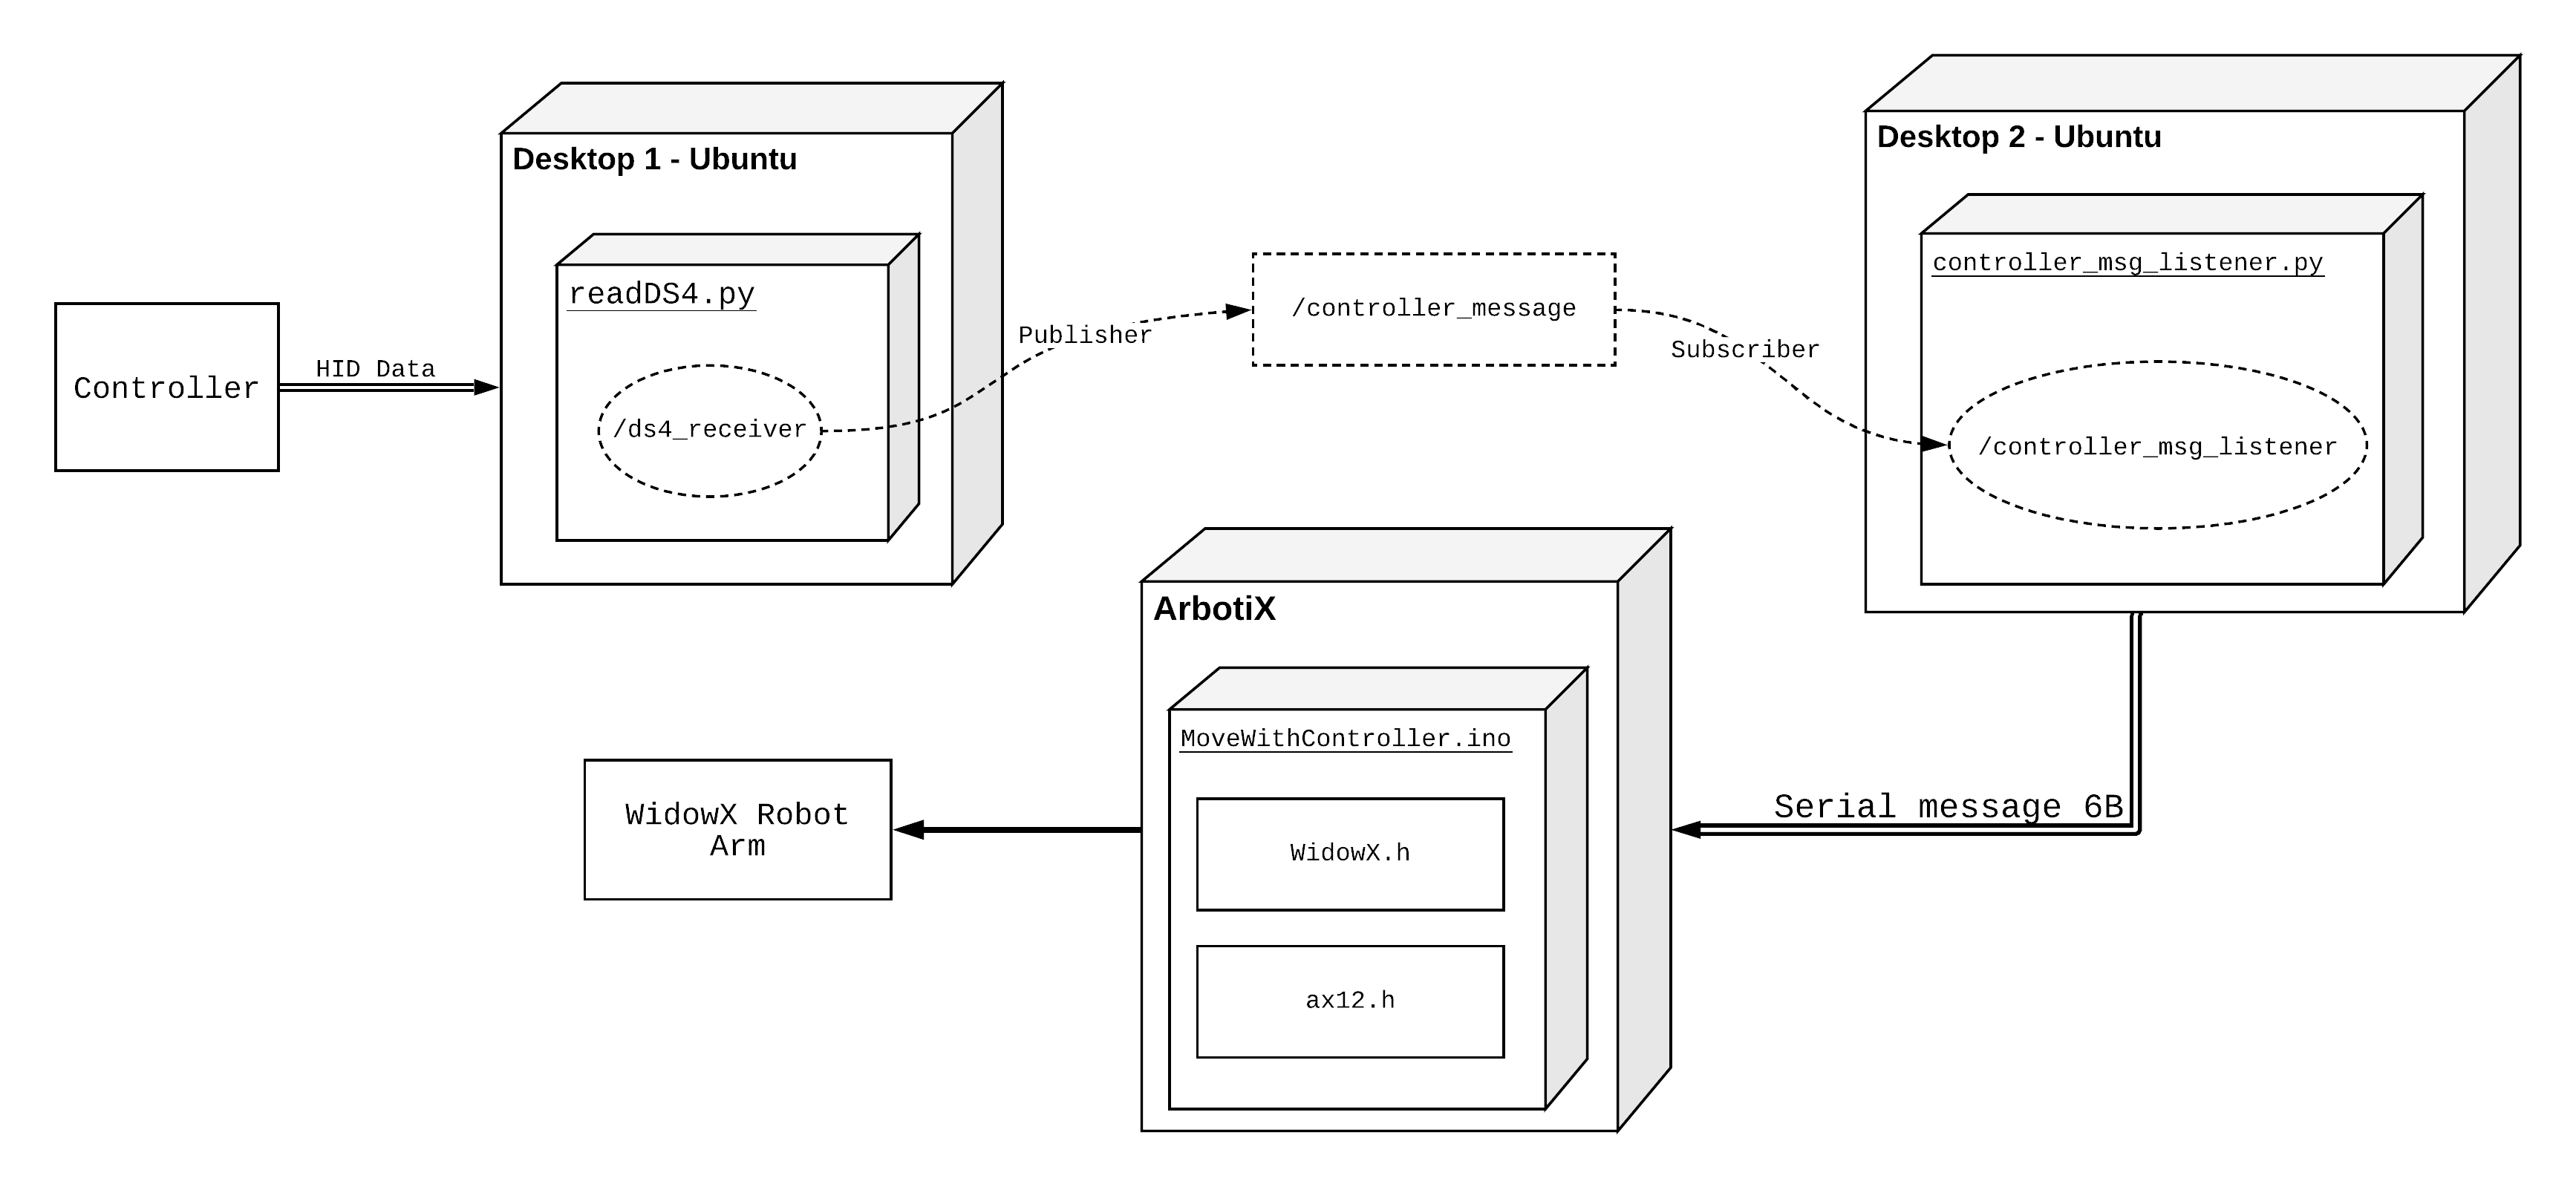 Desktop 1 - Ubuntu
readDS4.py
/ds4_receiver
Controller
HID Data
Publisher
/controller_message
Subscriber
Desktop 2 - Ubuntu
controller_msg_listener.py
/controller_msg_listener
Serial message 6B
ArbotiX
MoveWithController.ino
WidowX.h
ax12.h
WidowX Robot
Arm